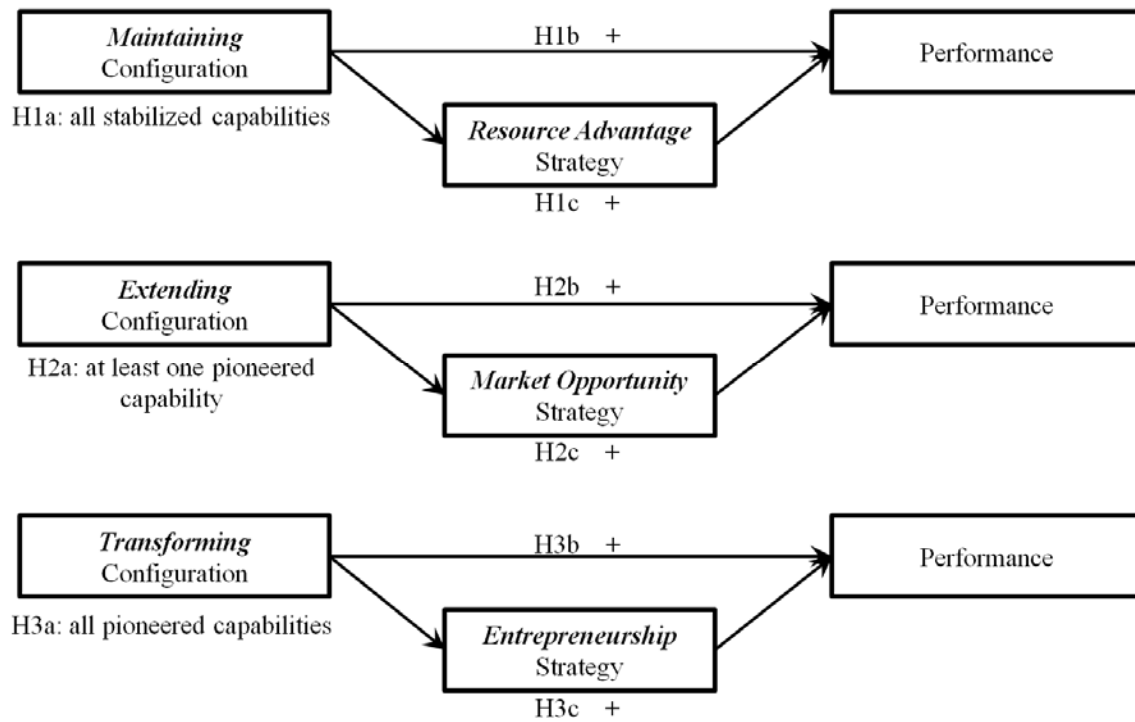 Maintaining
Configuration
H1b +
Performance
H1a: all stabilized capabilities
Resource Advantage
Strategy
H1c +
Extending
Configuration
H2b +
Performance
H2a: at least one pioneered
capability
Market Opportunity
Strategy
H2c +
Transforming
Configuration
H3b +
Performance
H3a: all pioneered capabilities
Entrepreneurship
Strategy
H3c +